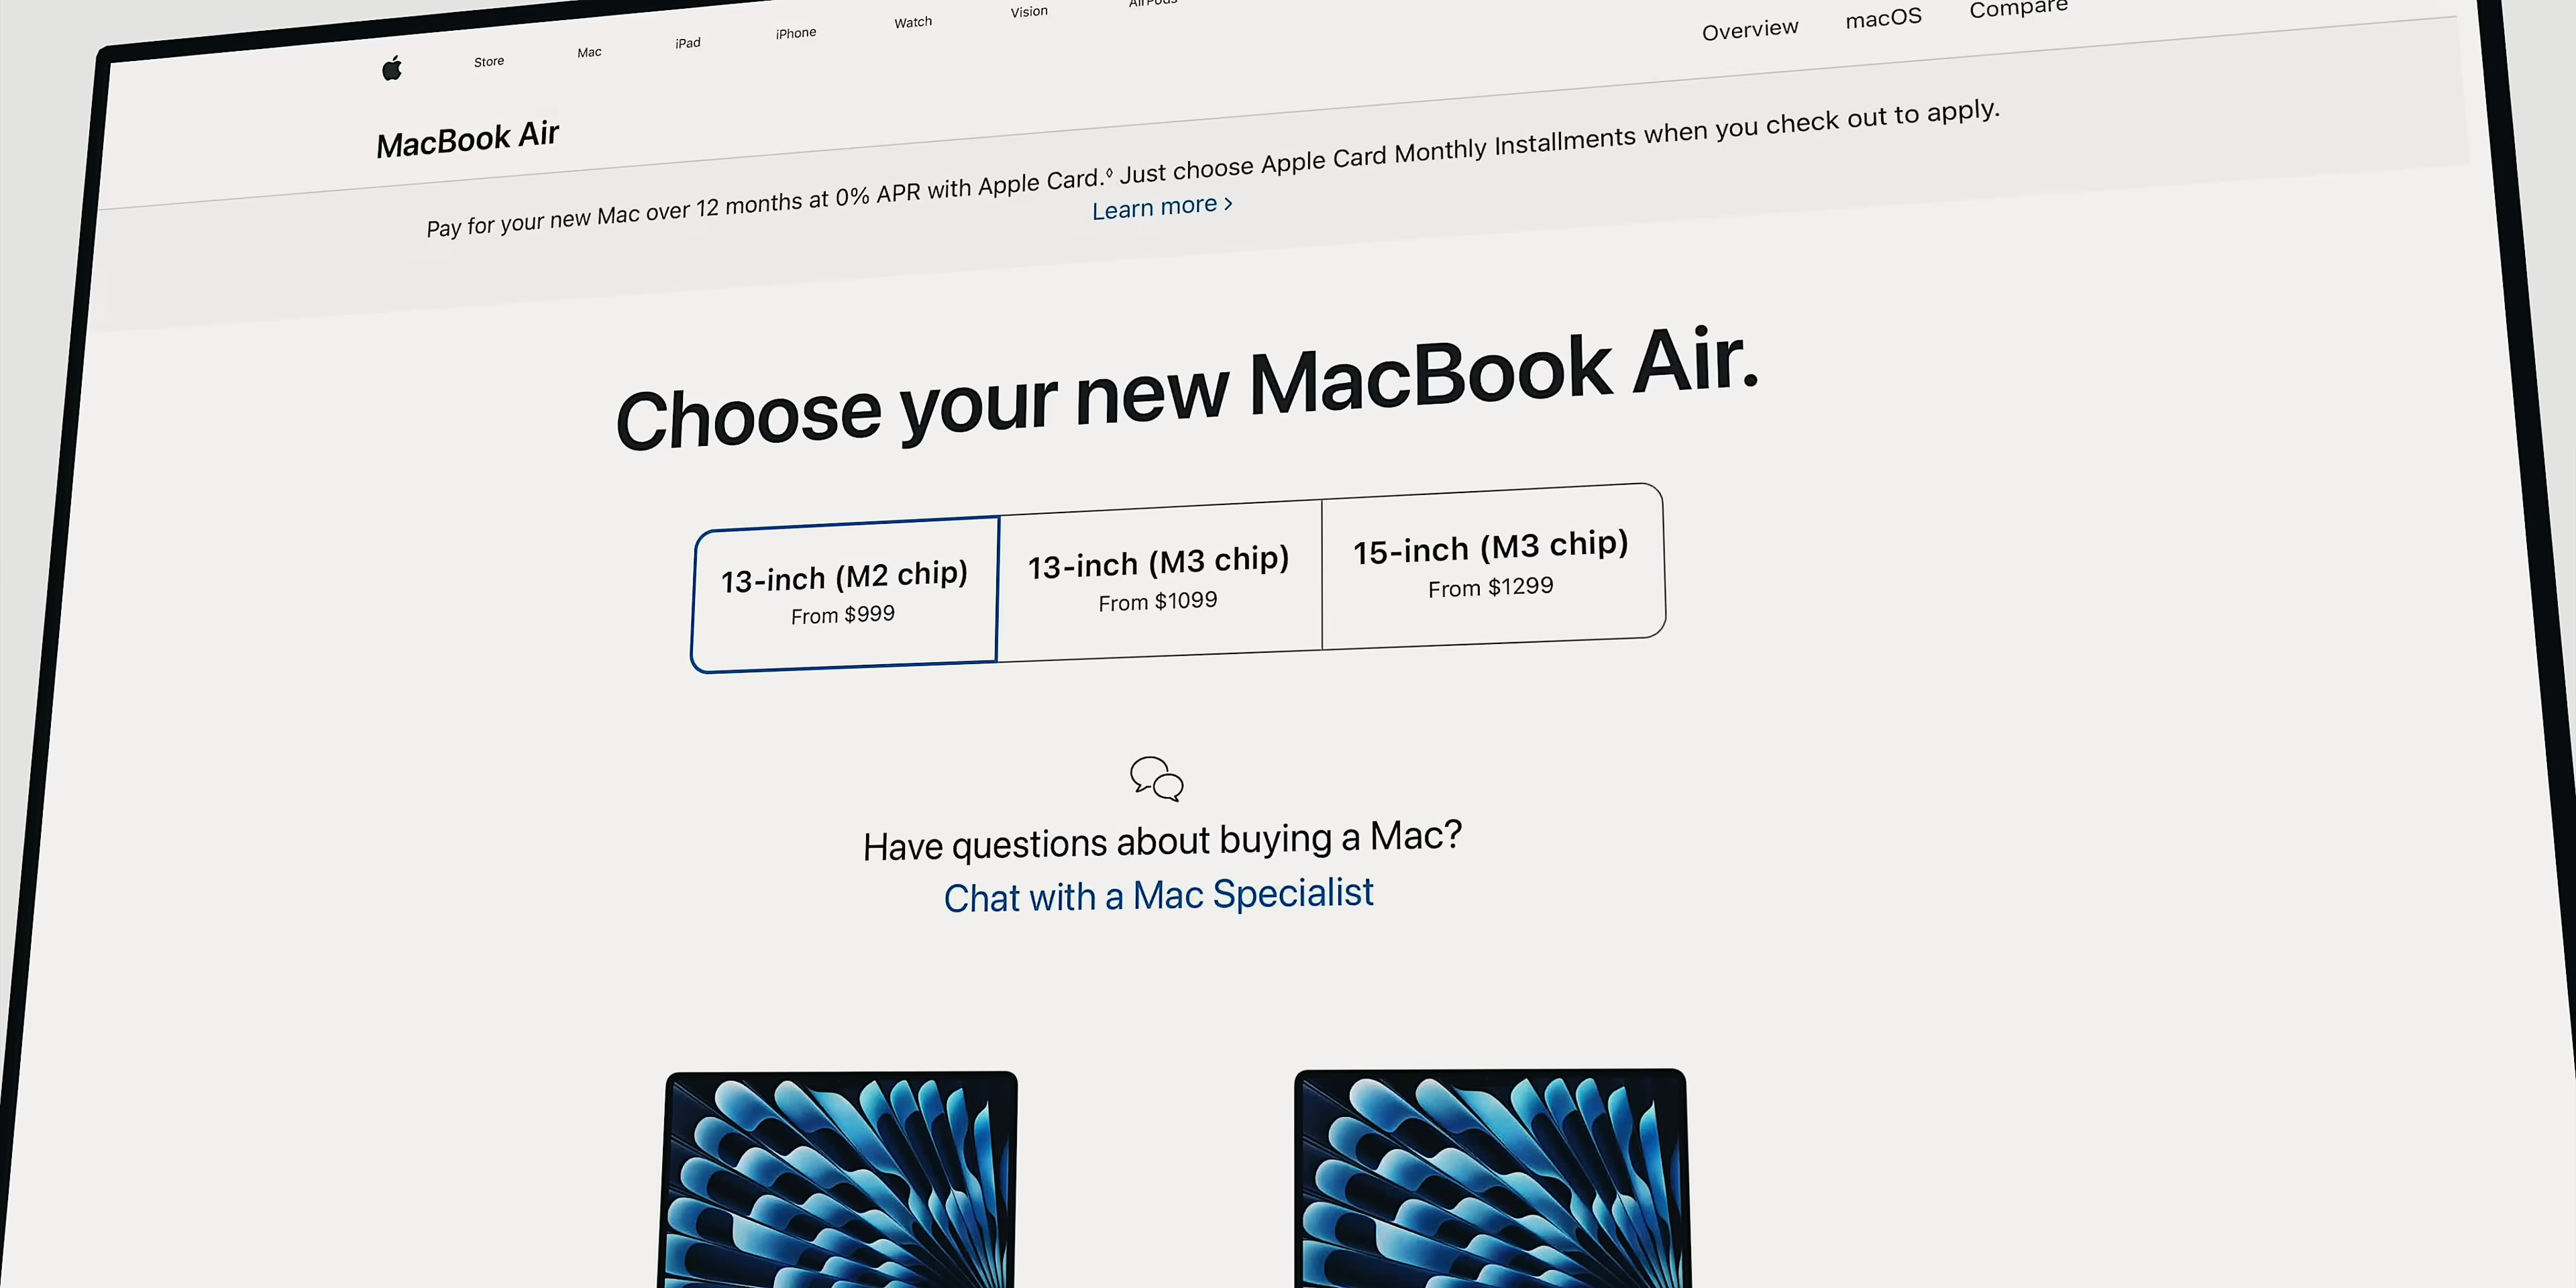 Store Mac iPad iPhone Watch Vision AirPods
MacBook Air
Overview macOS Compare
Pay for your new Mac over 12 months at 0% APR with Apple Card.◊ Just choose Apple Card Monthly Installments when you check out to apply.
Learn more >
Choose your new MacBook Air.
13-inch (M2 chip)
From $999
13-inch (M3 chip)
From $1099
15-inch (M3 chip)
From $1299
Have questions about buying a Mac?
Chat with a Mac Specialist